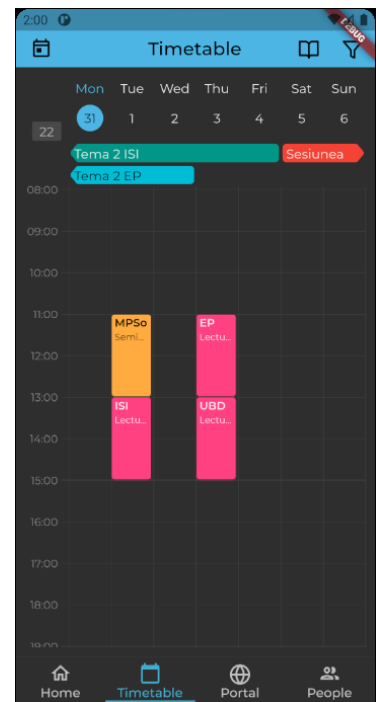 2:00
DEBUG
Timetable
Mon Tue Wed Thu Fri Sat Sun
31 1 2 3 4 5 6
22
Tema 2 ISI Sesiunea
Tema 2 EP
08:00
09:00
10:00
11:00
MPSo EP
Semi... Lectu...
12:00
13:00
ISI UBD
Lectu... Lectu...
14:00
15:00
16:00
17:00
18:00
19:00
Home Timetable Portal People